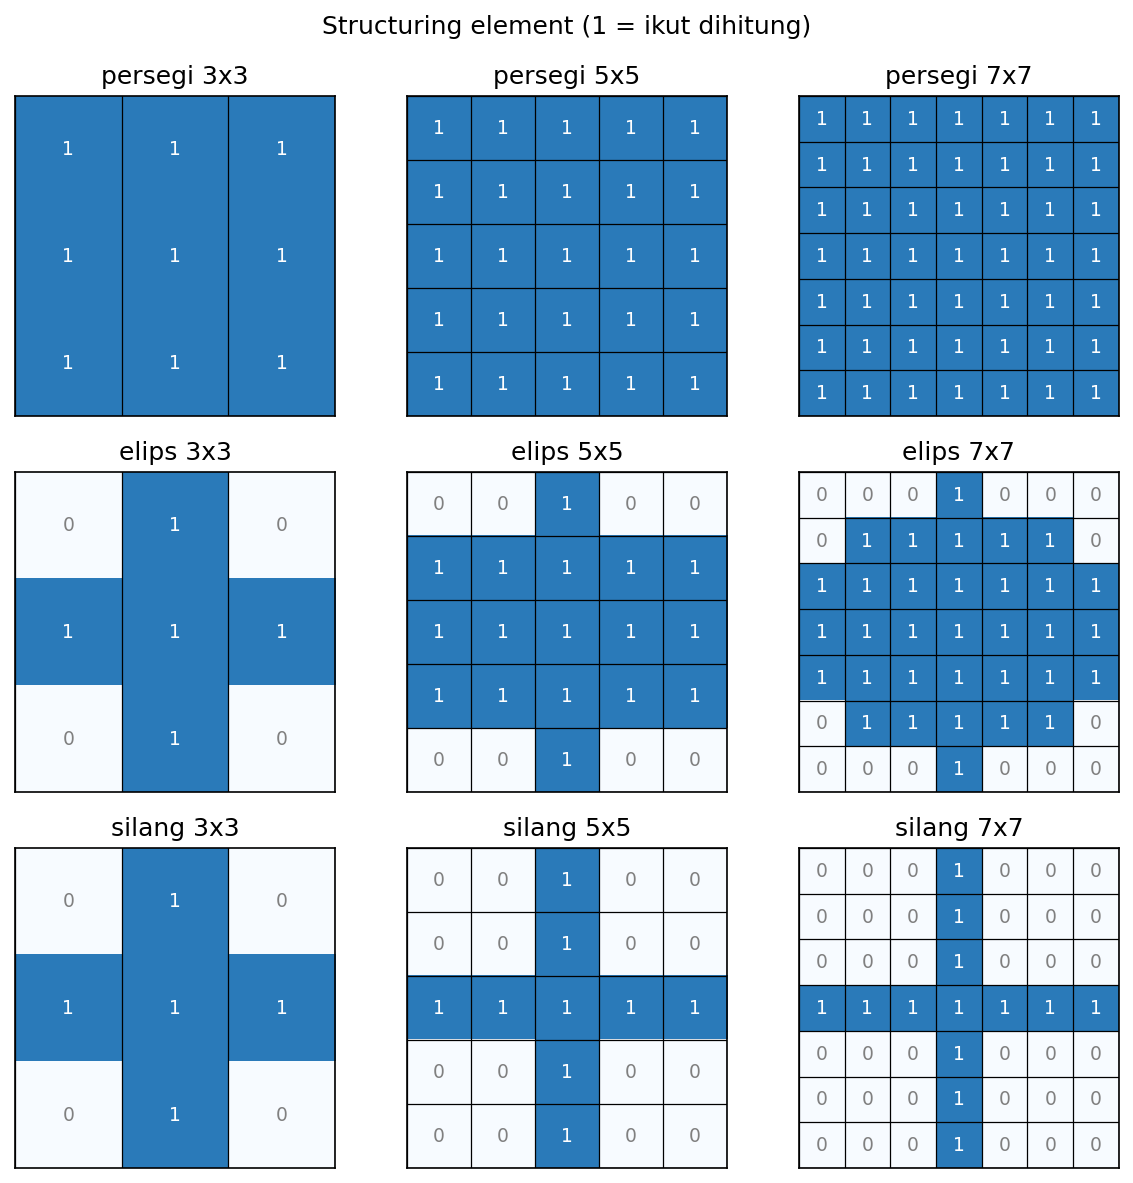 Structuring element (1 = ikut dihitung)
persegi 3x3
1 1 1
1 1 1
1 1 1
persegi 5x5
1 1 1 1 1
1 1 1 1 1
1 1 1 1 1
1 1 1 1 1
1 1 1 1 1
persegi 7x7
1 1 1 1 1 1 1
1 1 1 1 1 1 1
1 1 1 1 1 1 1
1 1 1 1 1 1 1
1 1 1 1 1 1 1
1 1 1 1 1 1 1
1 1 1 1 1 1 1
elips 3x3
0 1 0
1 1 1
0 1 0
elips 5x5
0 0 1 0 0
1 1 1 1 1
1 1 1 1 1
1 1 1 1 1
0 0 1 0 0
elips 7x7
0 0 0 1 0 0 0
0 1 1 1 1 1 0
1 1 1 1 1 1 1
1 1 1 1 1 1 1
1 1 1 1 1 1 1
0 1 1 1 1 1 0
0 0 0 1 0 0 0
silang 3x3
0 1 0
1 1 1
0 1 0
silang 5x5
0 0 1 0 0
0 0 1 0 0
1 1 1 1 1
0 0 1 0 0
0 0 1 0 0
silang 7x7
0 0 0 1 0 0 0
0 0 0 1 0 0 0
0 0 0 1 0 0 0
1 1 1 1 1 1 1
0 0 0 1 0 0 0
0 0 0 1 0 0 0
0 0 0 1 0 0 0